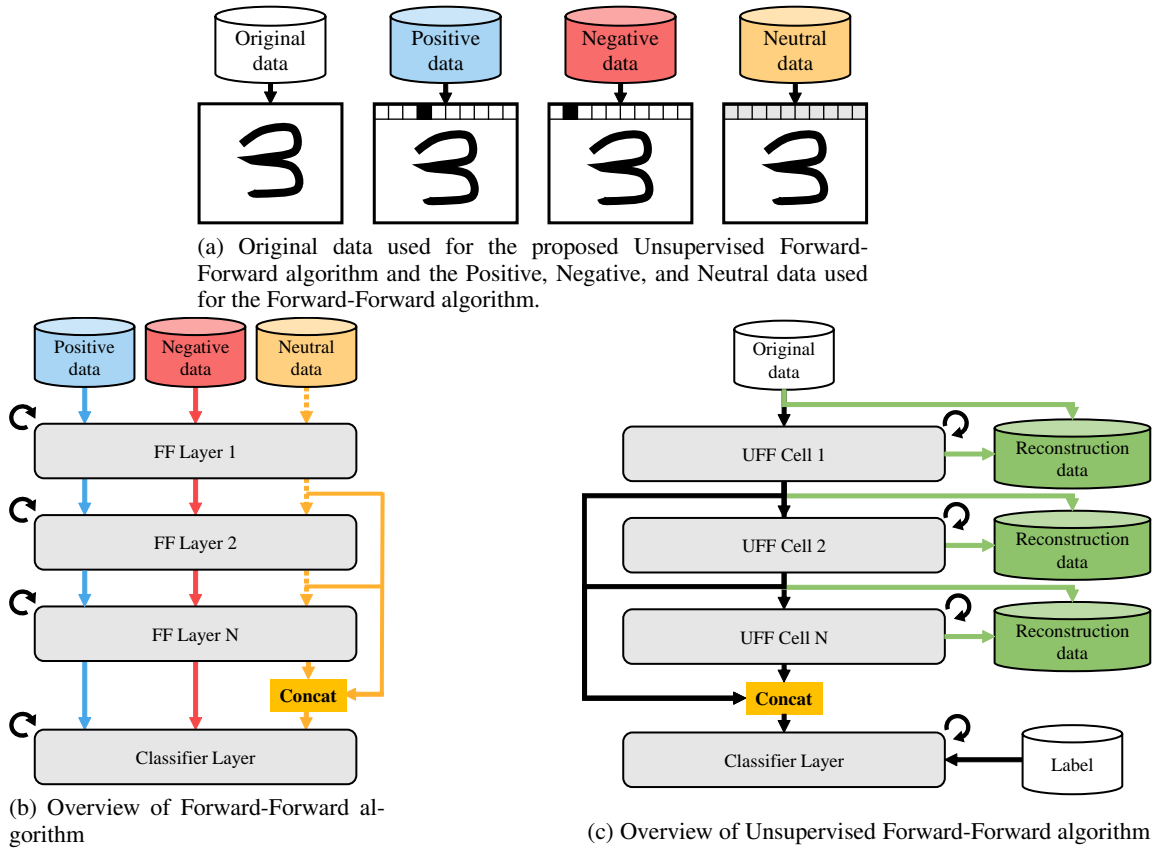 Original
data
Positive
data
Negative
data
Neutral
data
3
3
3
3
(a) Original data used for the proposed Unsupervised Forward-
Forward algorithm and the Positive, Negative, and Neutral data used
for the Forward-Forward algorithm.
Positive
data
Negative
data
Neutral
data
FF Layer 1
FF Layer 2
FF Layer N
Concat
Classifier Layer
(b) Overview of Forward-Forward al-
gorithm
Original
data
UFF Cell 1
Reconstruction
data
UFF Cell 2
Reconstruction
data
UFF Cell N
Reconstruction
data
Concat
Classifier Layer
Label
(c) Overview of Unsupervised Forward-Forward algorithm